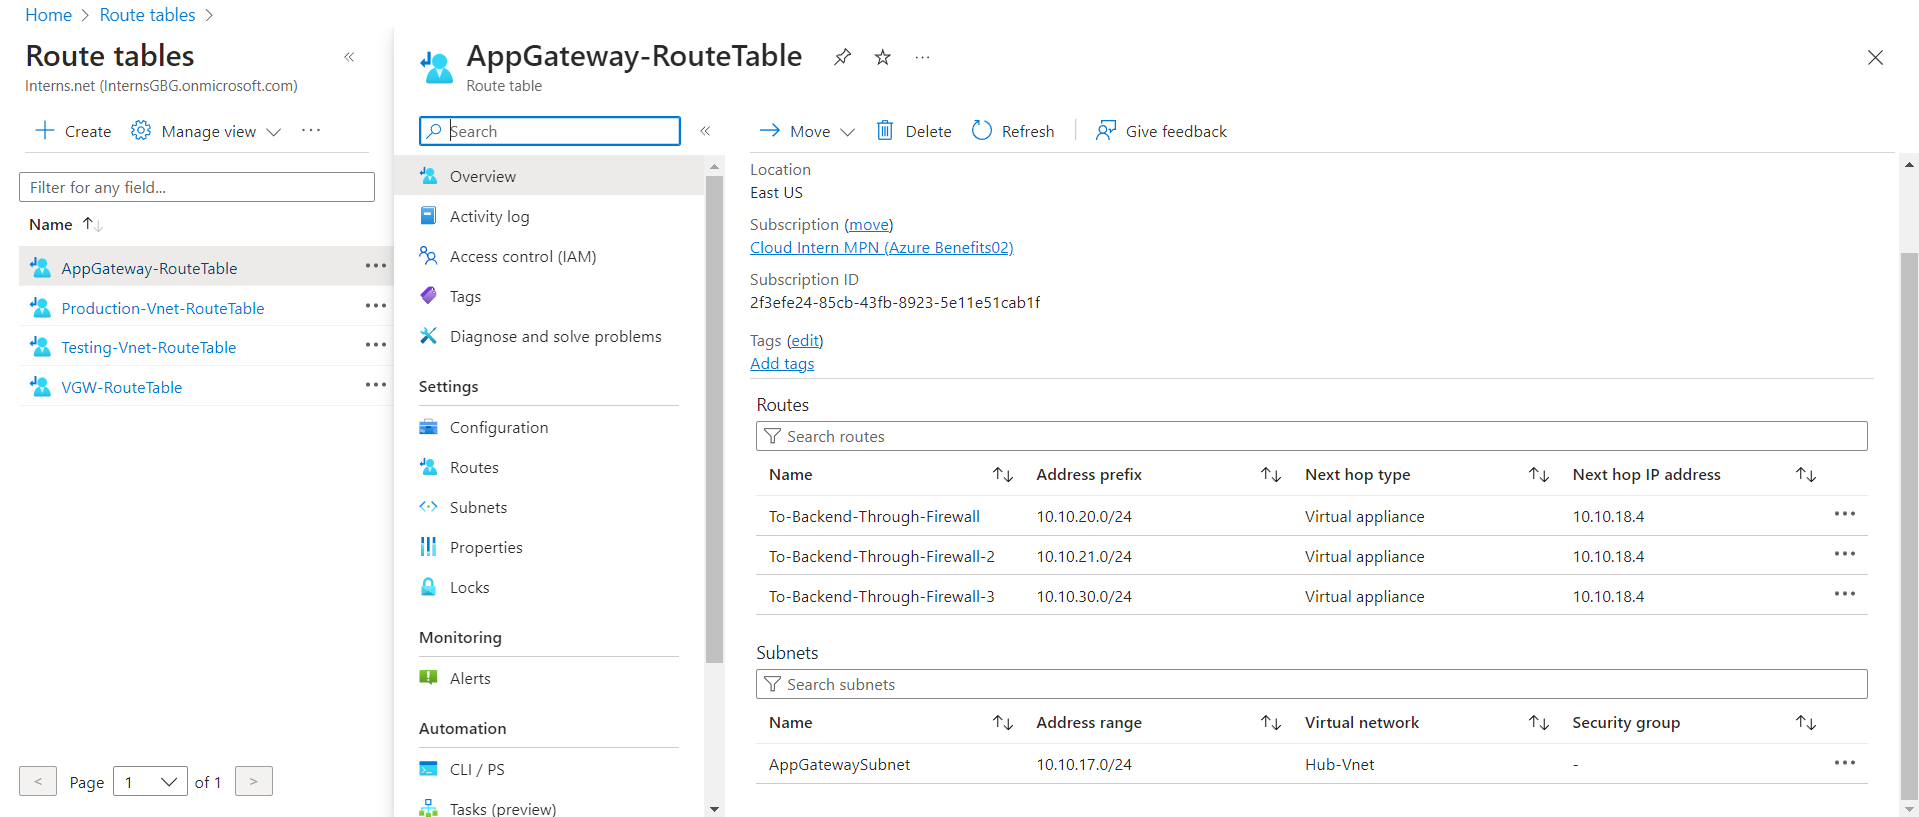 Home > Route tables >
Route tables
Interns.net (InternsGBG.onmicrosoft.com)
Create Manage view ...
Filter for any field...
Name
AppGateway-RouteTable
Production-Vnet-RouteTable
Testing-Vnet-RouteTable
VGW-RouteTable
< Page 1 of 1 >
AppGateway-RouteTable ...
Route table
Search
Overview
Activity log
Access control (IAM)
Tags
Diagnose and solve problems
Settings
Configuration
Routes
Subnets
Properties
Locks
Monitoring
Alerts
Automation
CLI / PS
Tasks (preview)
Move Delete Refresh Give feedback
Location
East US
Subscription (move)
Cloud Intern MPN (Azure Benefits02)
Subscription ID
2f3efe24-85cb-43fb-8923-5e11e51cab1f
Tags (edit)
Add tags
Routes
Search routes
Name Address prefix Next hop type Next hop IP address
To-Backend-Through-Firewall 10.10.20.0/24 Virtual appliance 10.10.18.4
To-Backend-Through-Firewall-2 10.10.21.0/24 Virtual appliance 10.10.18.4
To-Backend-Through-Firewall-3 10.10.30.0/24 Virtual appliance 10.10.18.4
Subnets
Search subnets
Name Address range Virtual network Security group
AppGatewaySubnet 10.10.17.0/24 Hub-Vnet -